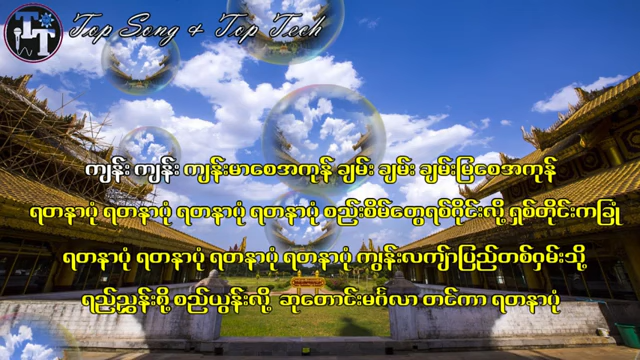 Top Song & Top Tech
ကျန်း ကျန်း ကျန်းမာစေအကုန် ချမ်း ချမ်း ချမ်းမြေစေအကုန်
ရတနာပုံ ရတနာပုံ ရတနာပုံ ရတနာပုံ စည်းစိမ်တွေရစ်ဝိုင်းလို့ ရှစ်တိုင်းကခြုံ
ရတနာပုံ ရတနာပုံ ရတနာပုံ ရတနာပုံ ကျွန်းလက်ျာပြည်တစ်ဝှမ်းသို့
ရည်ညွှန်းစို့ စည်ယွန်းလို့ ဆုတောင်းမင်္ဂလာ တင်ကာ ရတနာပုံ